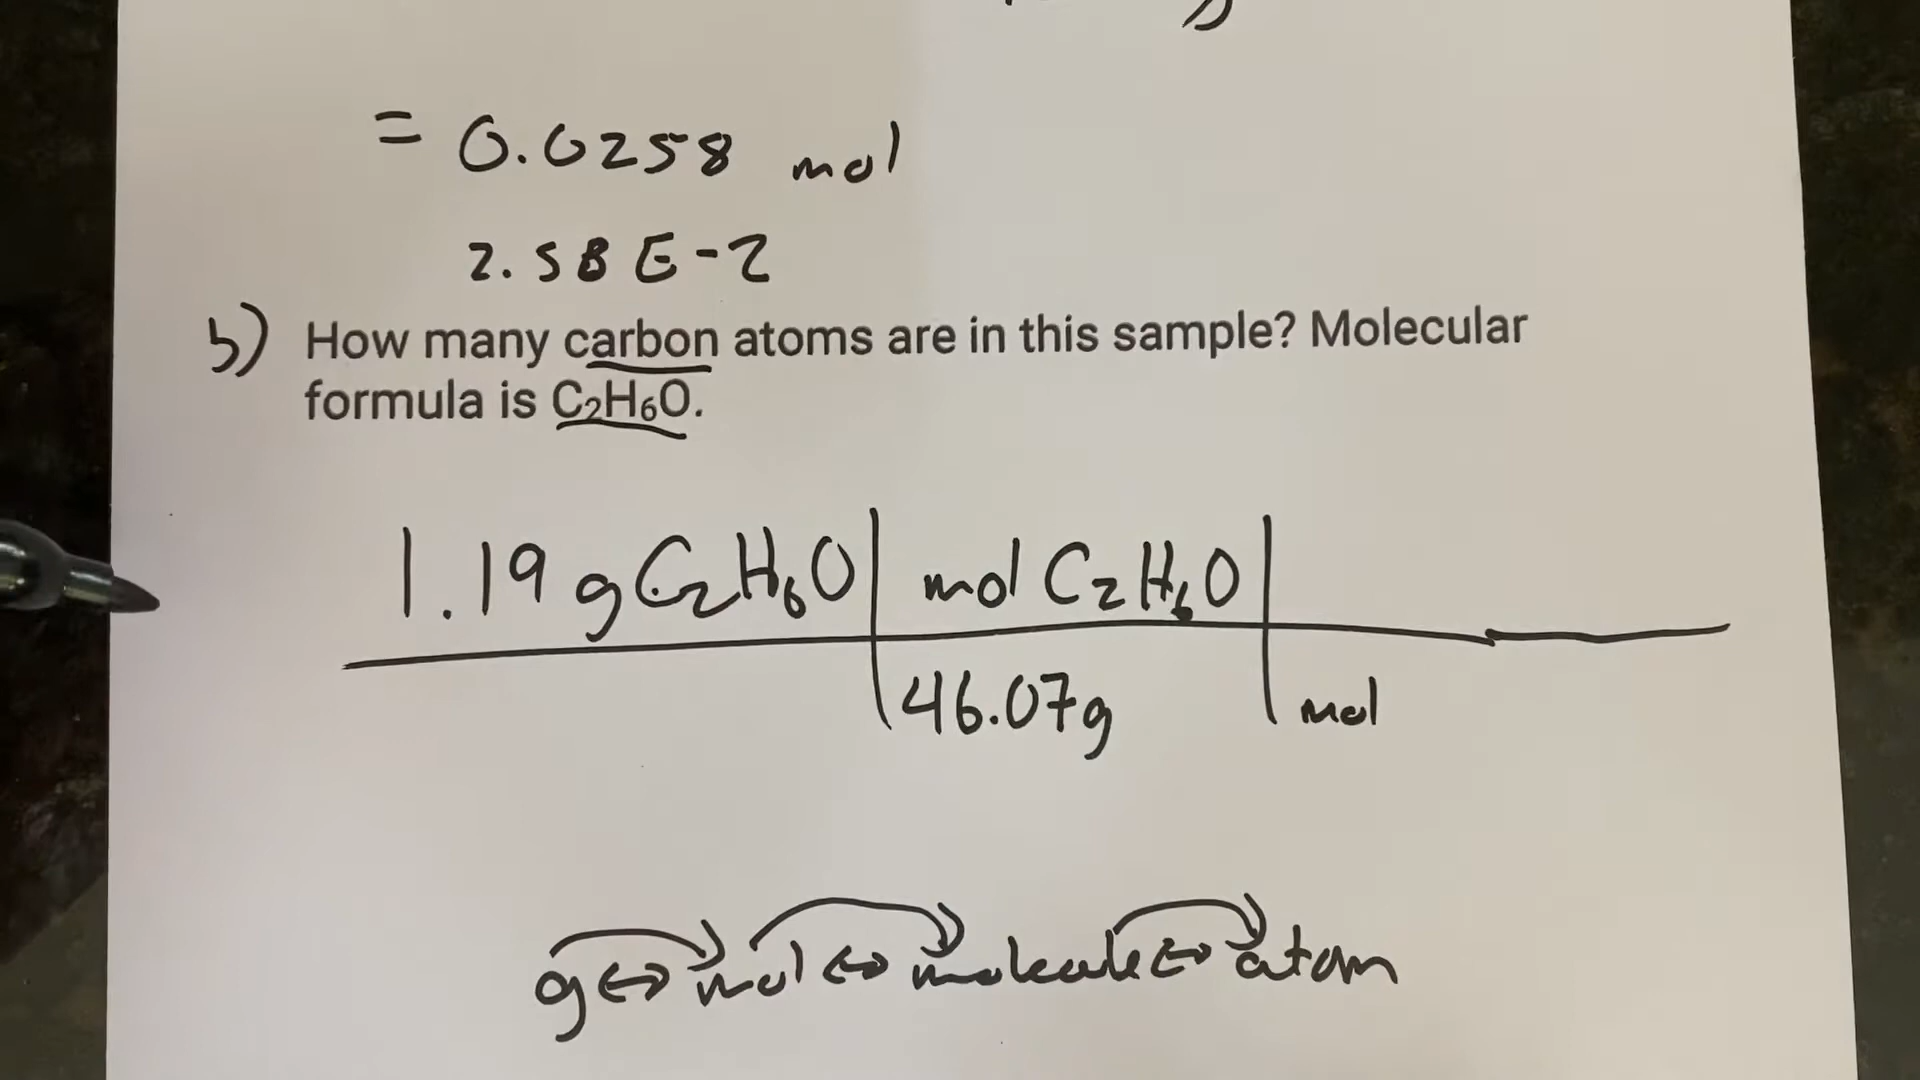 = 0.0258 mol
2.58 E-2
b) How many carbon atoms are in this sample? Molecular
formula is C₂H₆O.
1.19 g C₂H₆O | mol C₂H₆O |
46.07g | mol
g ↔ mol ↔ molecule ↔ atom